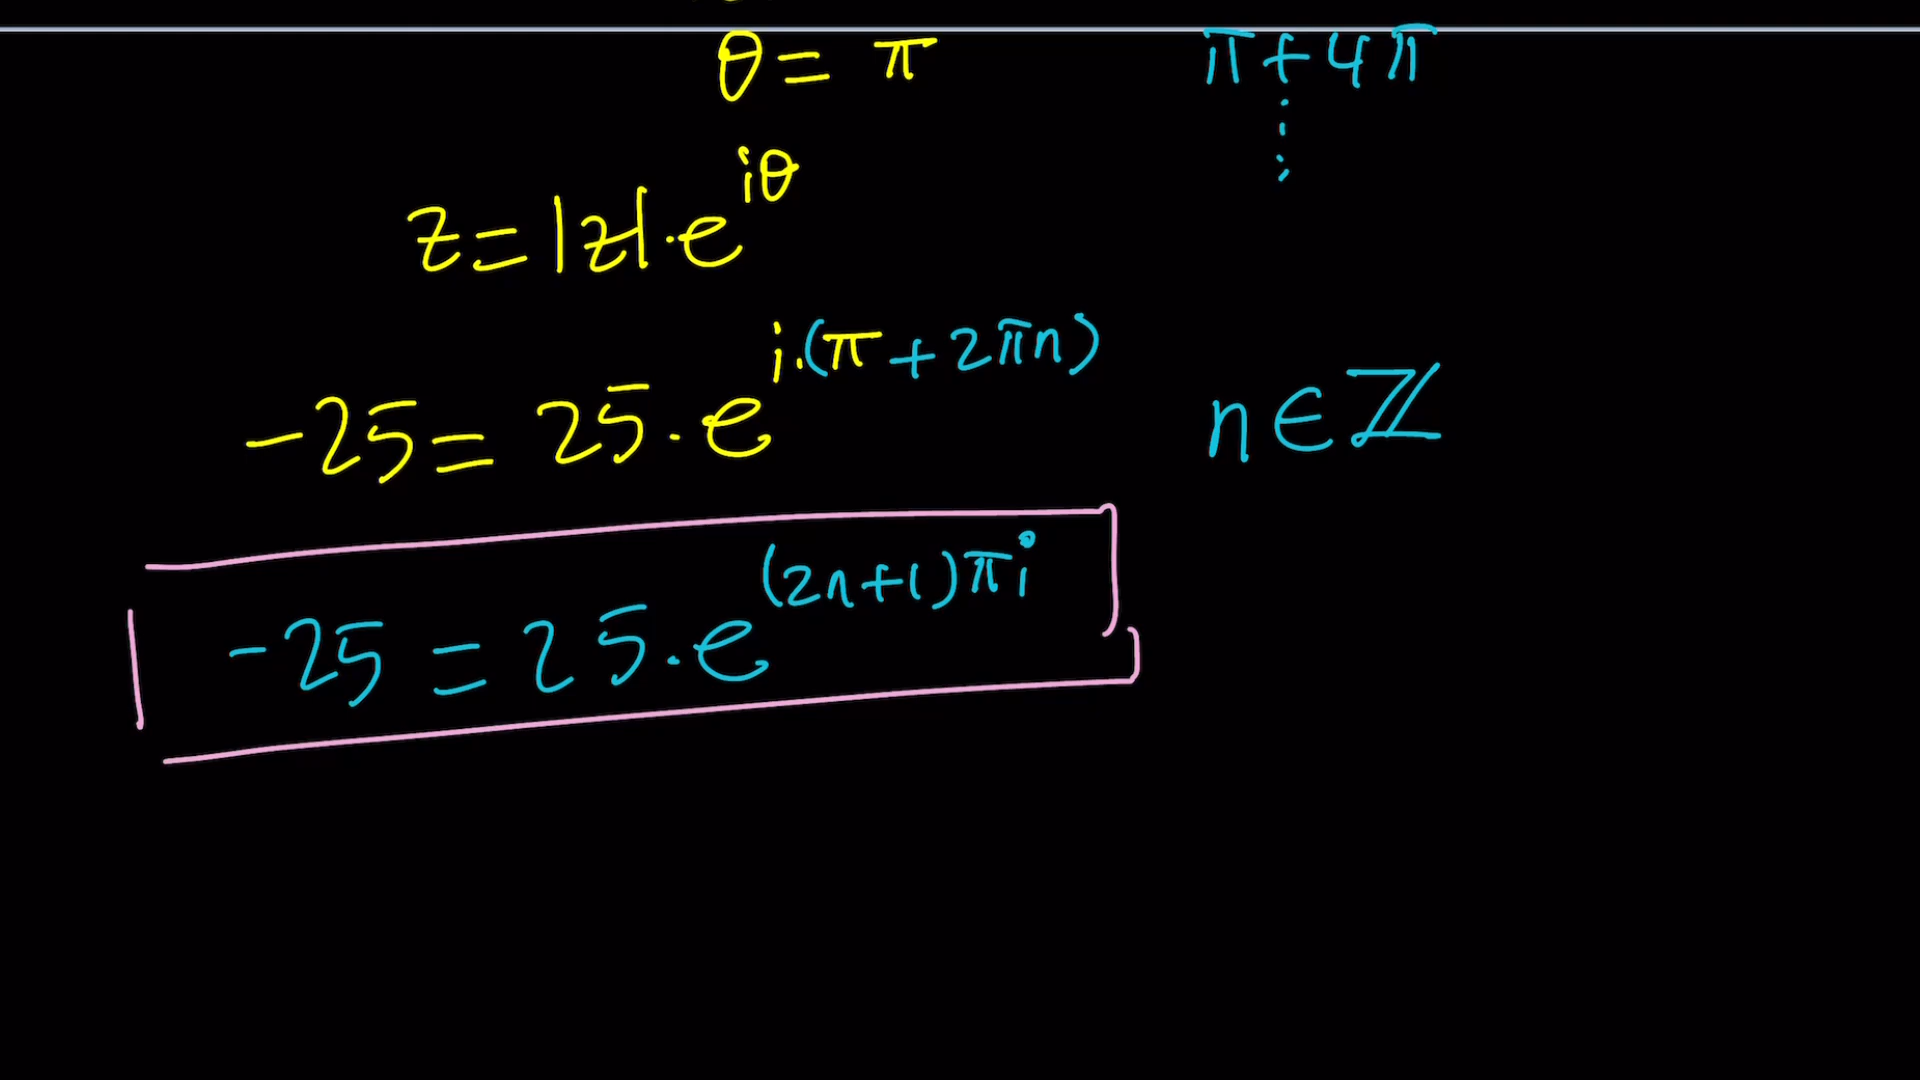 θ = π π + 4π
z = |z| · e^{iθ}
-25 = 25 · e^{i·(π + 2πn)} n ∈ ℤ
-25 = 25 · e^{(2n+1)πi}